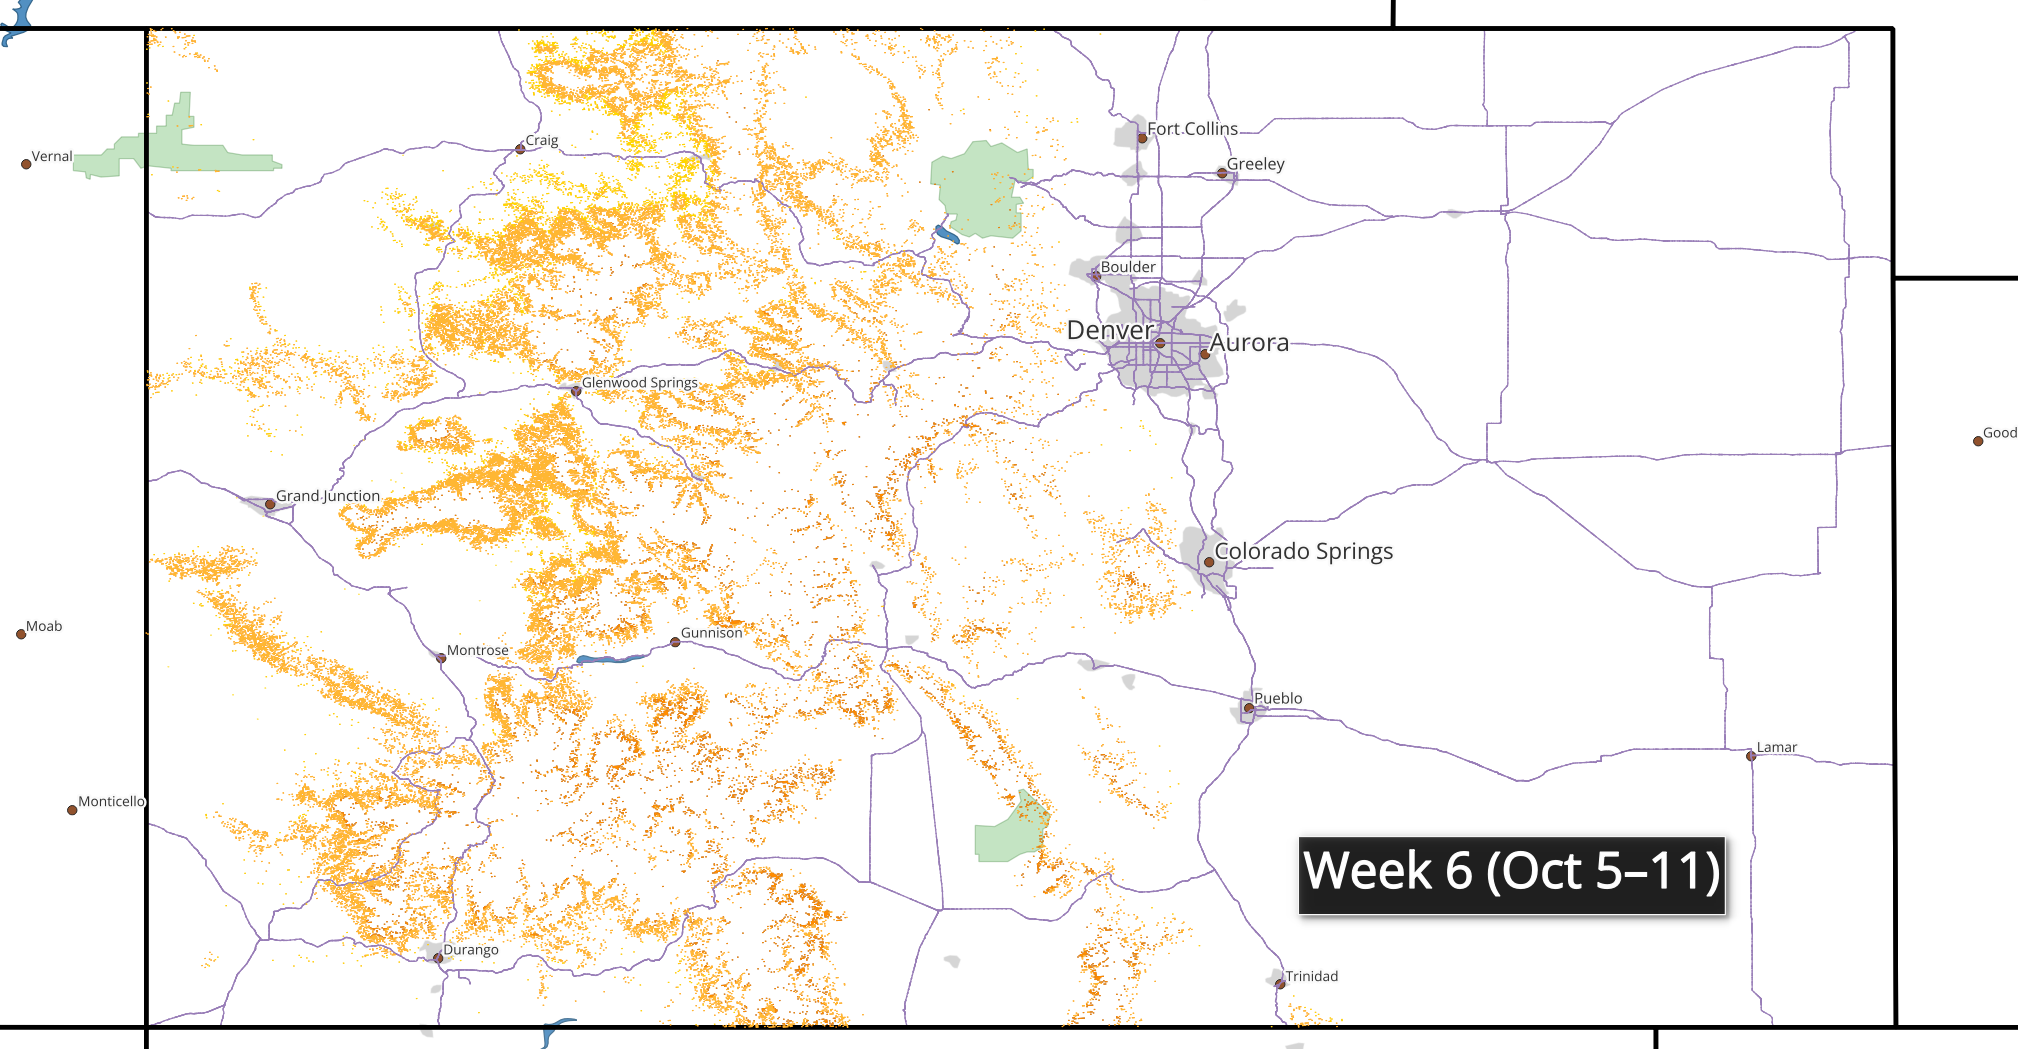 Craig
Fort Collins
Vernal
Greeley
Boulder
Denver
Aurora
Glenwood Springs
Good
Grand Junction
Colorado Springs
Moab
Gunnison
Montrose
Pueblo
Lamar
Monticello
Week 6 (Oct 5–11)
Durango
Trinidad